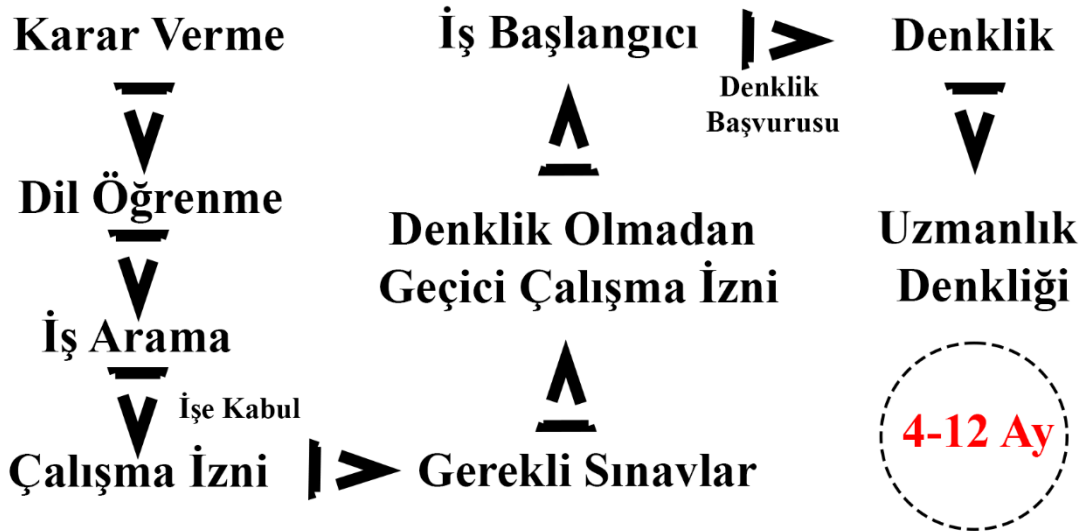 Karar Verme
Dil Öğrenme
İş Arama
İşe Kabul
Çalışma İzni
Gerekli Sınavlar
Denklik Olmadan
Geçici Çalışma İzni
İş Başlangıcı
Denklik
Başvurusu
Denklik
Uzmanlık
Denkliği
4-12 Ay